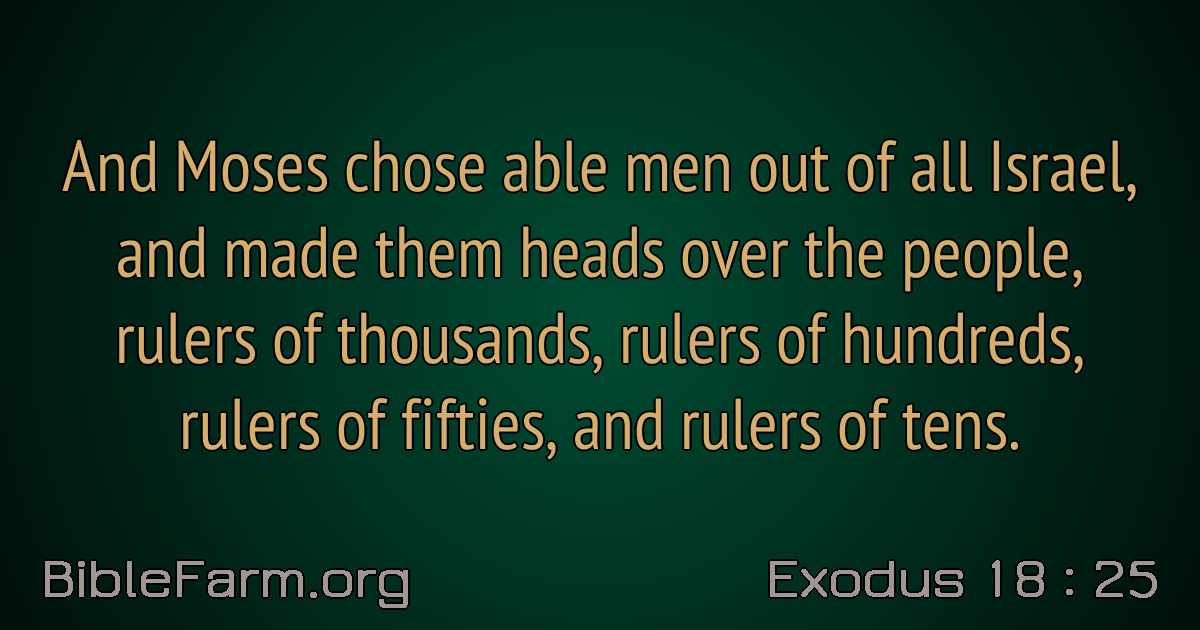 And Moses chose able men out of all Israel,
and made them heads over the people,
rulers of thousands, rulers of hundreds,
rulers of fifties, and rulers of tens.
BibleFarm.org
Exodus 18 : 25